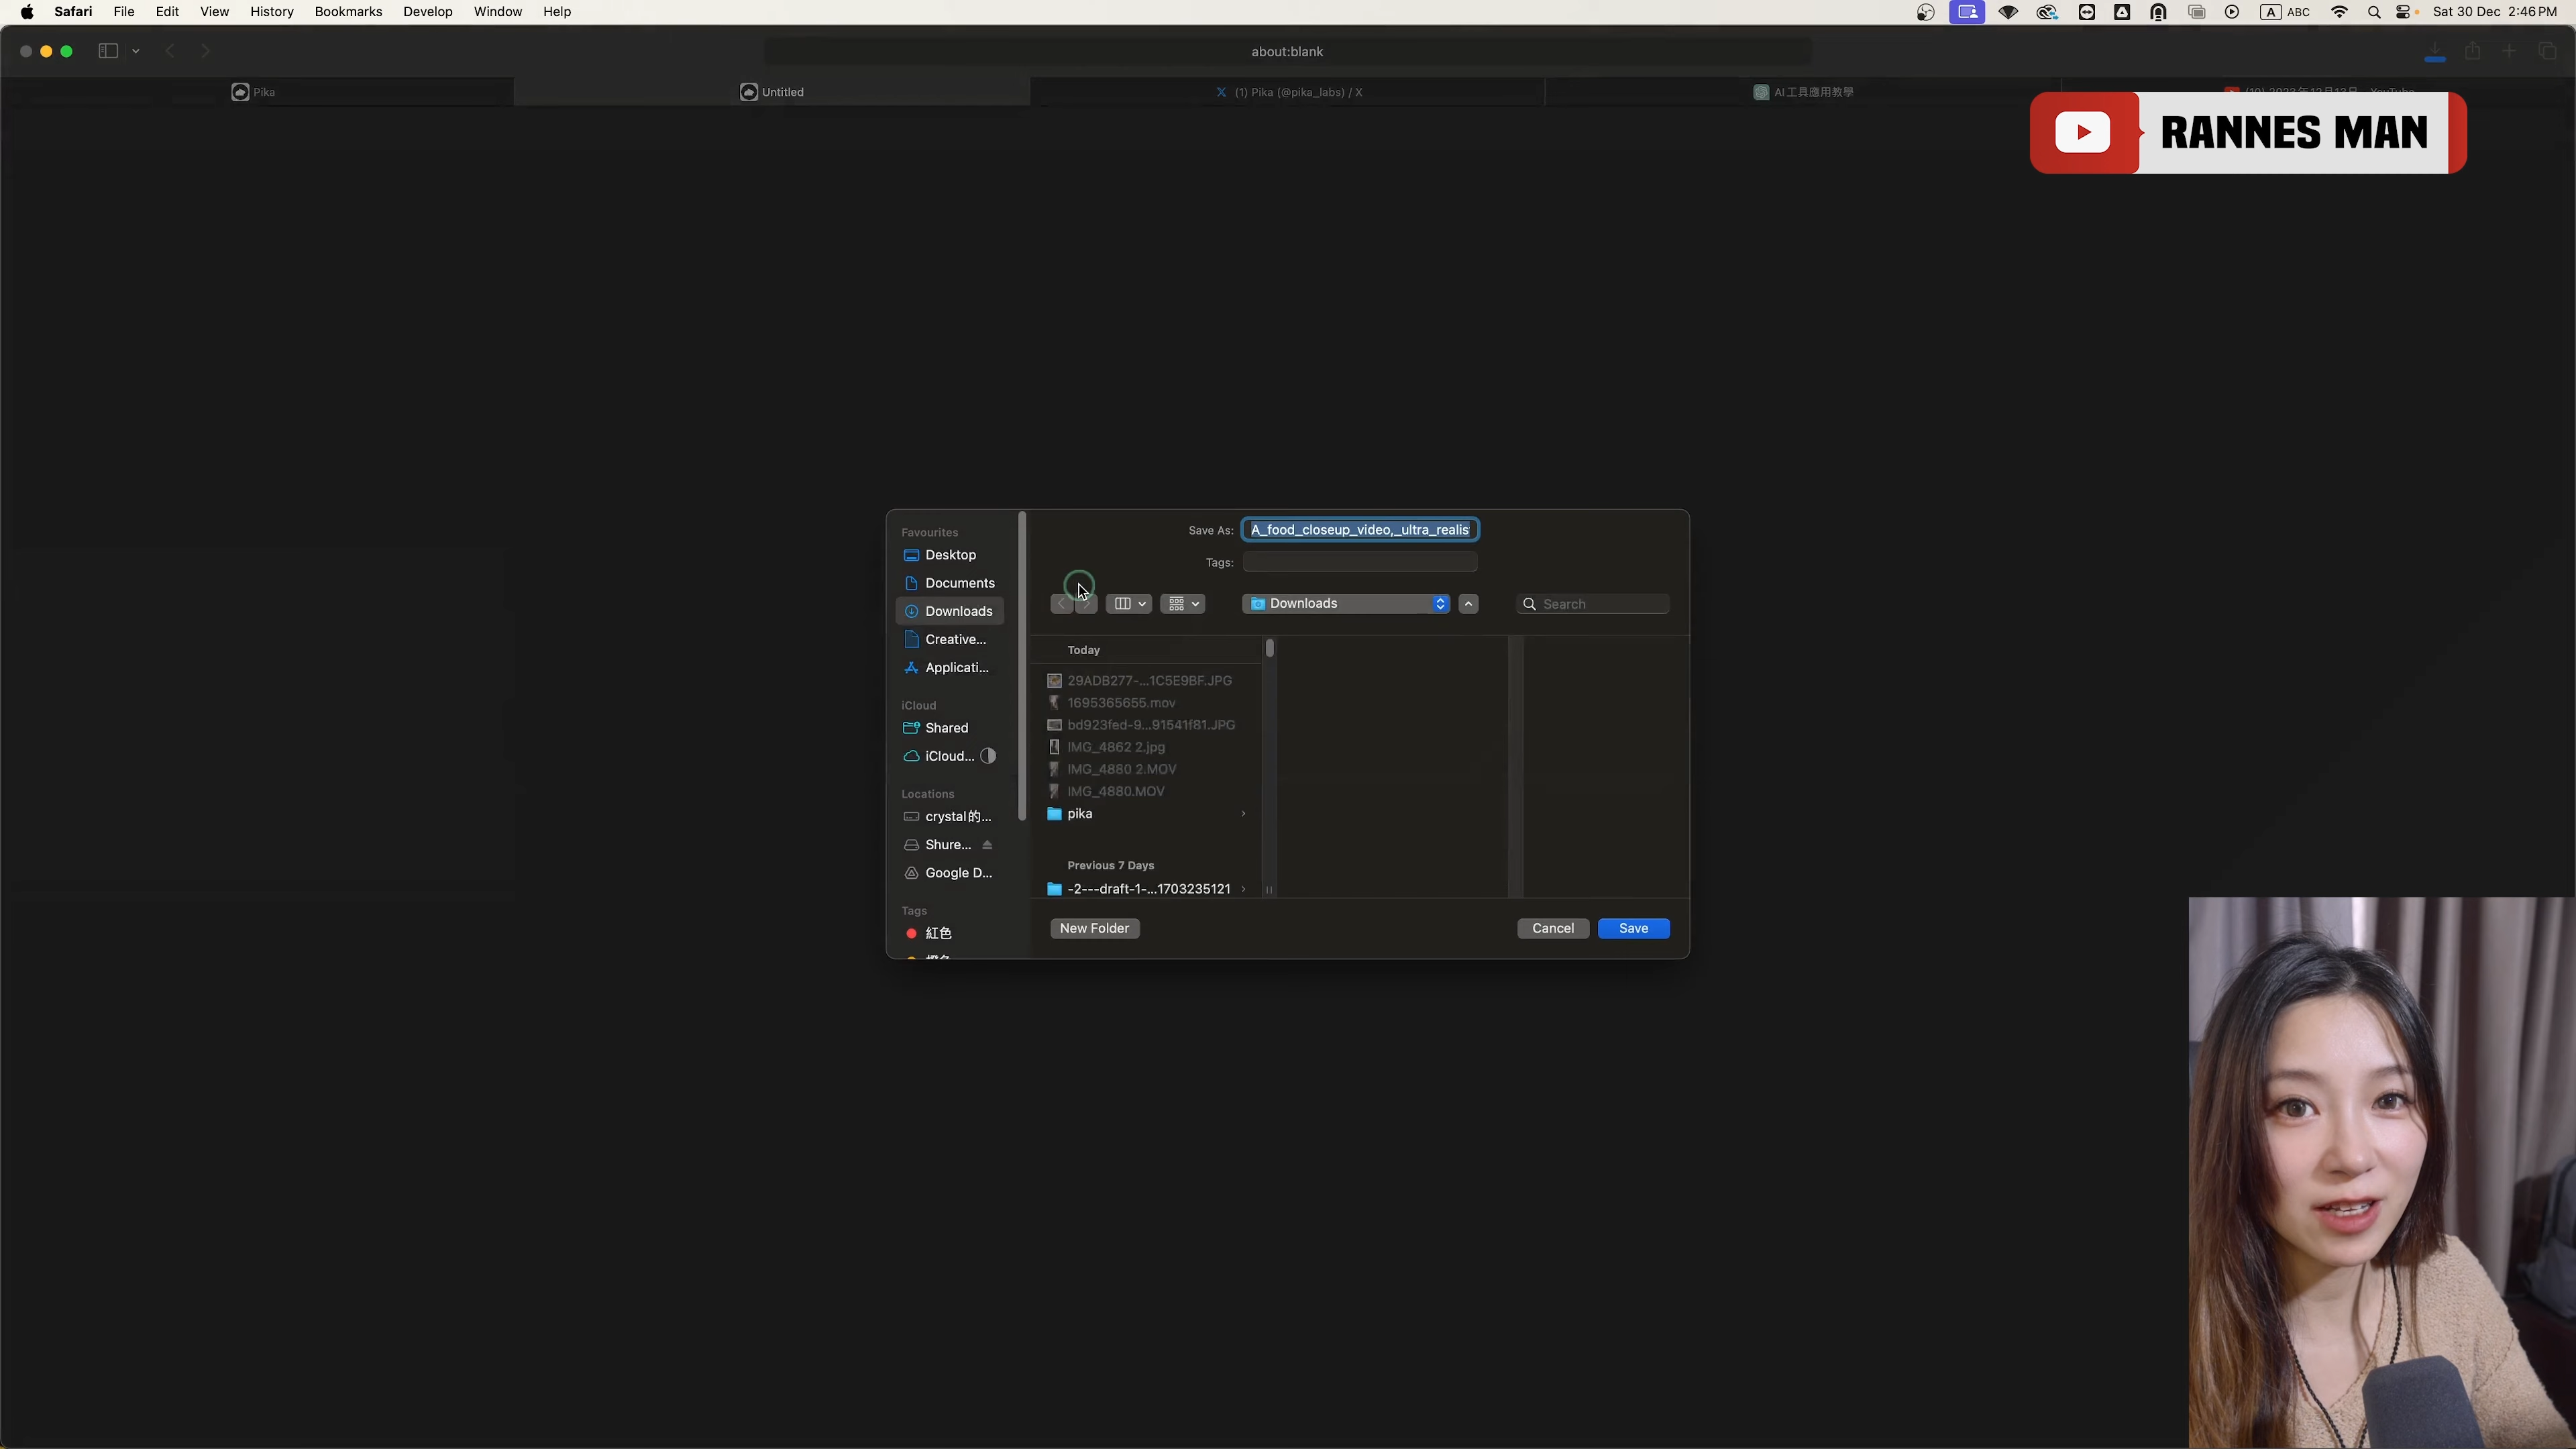 Safari File Edit View History Bookmarks Develop Window Help
A ABC Sat 30 Dec 2:46 PM
about:blank
Pika
Untitled
(1) Pika (@pika_labs) / X
AI工具應用教學
RANNES MAN
Favourites
Desktop
Documents
Downloads
Creative...
Applicati...
iCloud
Shared
iCloud...
Locations
crystal的...
Shure...
Google D...
Tags
紅色
Save As: A_food_closeup_video,_ultra_realis
Tags:
Downloads
Search
Today
29ADB277-...1C5E9BF.JPG
1695365655.mov
bd923fed-9...91541f81.JPG
IMG_4862 2.jpg
IMG_4880 2.MOV
IMG_4880.MOV
pika
Previous 7 Days
-2---draft-1-...1703235121
New Folder
Cancel
Save